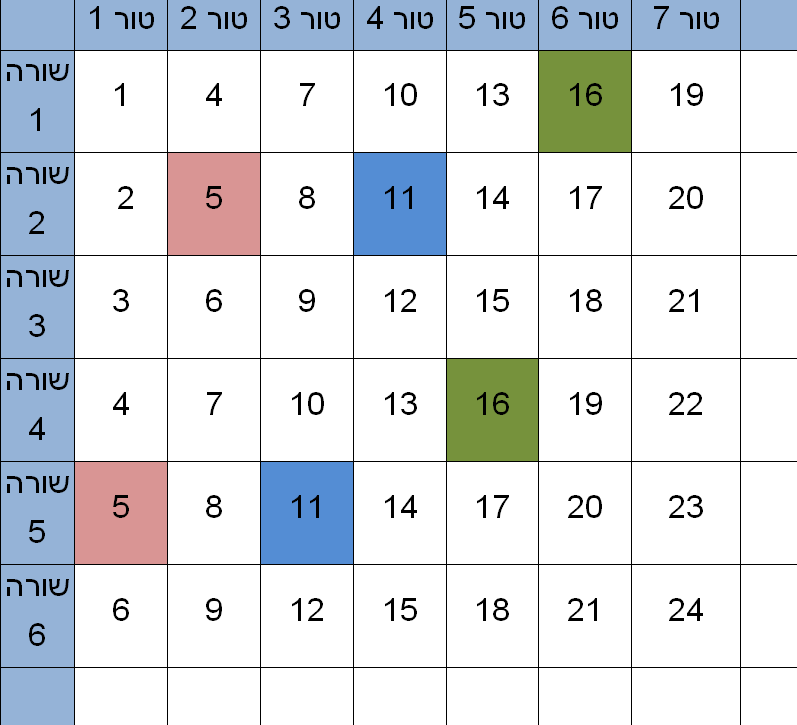 טור 1 טור 2 טור 3 טור 4 טור 5 טור 6 טור 7
שורה 1 1 4 7 10 13 16 19
שורה 2 2 5 8 11 14 17 20
שורה 3 3 6 9 12 15 18 21
שורה 4 4 7 10 13 16 19 22
שורה 5 5 8 11 14 17 20 23
שורה 6 6 9 12 15 18 21 24